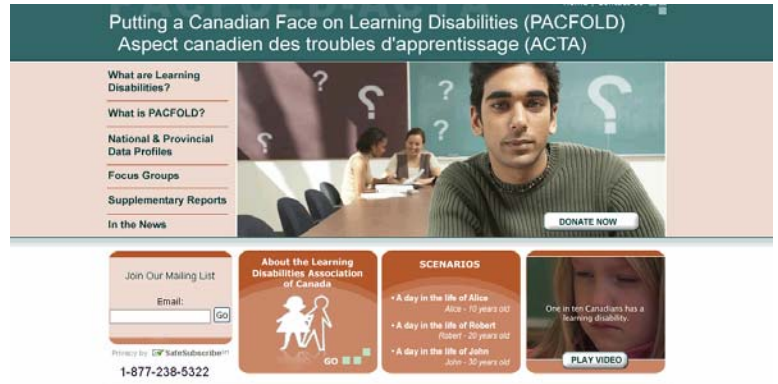 Putting a Canadian Face on Learning Disabilities (PACFOLD)
Aspect canadien des troubles d'apprentissage (ACTA)
What are Learning
Disabilities?
What is PACFOLD?
National & Provincial
Data Profiles
Focus Groups
Supplementary Reports
In the News
? ? ? ? ?
DONATE NOW
Join Our Mailing List
Email:
Go
Privacy by SafeSubscribe
1-877-238-5322
About the Learning
Disabilities Association
of Canada
GO
SCENARIOS
• A day in the life of Alice
Alice - 10 years old
• A day in the life of Robert
Robert - 20 years old
• A day in the life of John
John - 30 years old
One in ten Canadians has a
learning disability.
PLAY VIDEO